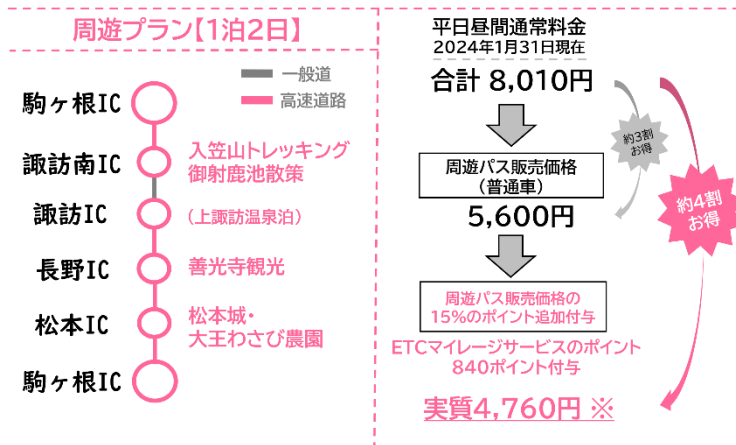 周遊プラン【1泊2日】
一般道
高速道路
駒ヶ根IC
諏訪南IC
入笠山トレッキング
御射鹿池散策
諏訪IC
(上諏訪温泉泊)
長野IC
善光寺観光
松本IC
松本城・
大王わさび農園
駒ヶ根IC
平日昼間通常料金
2024年1月31日現在
合計 8,010円
約3割
お得
周遊パス販売価格
(普通車)
5,600円
約4割
お得
周遊パス販売価格の
15%のポイント追加付与
ETCマイレージサービスのポイント
840ポイント付与
実質4,760円 ※